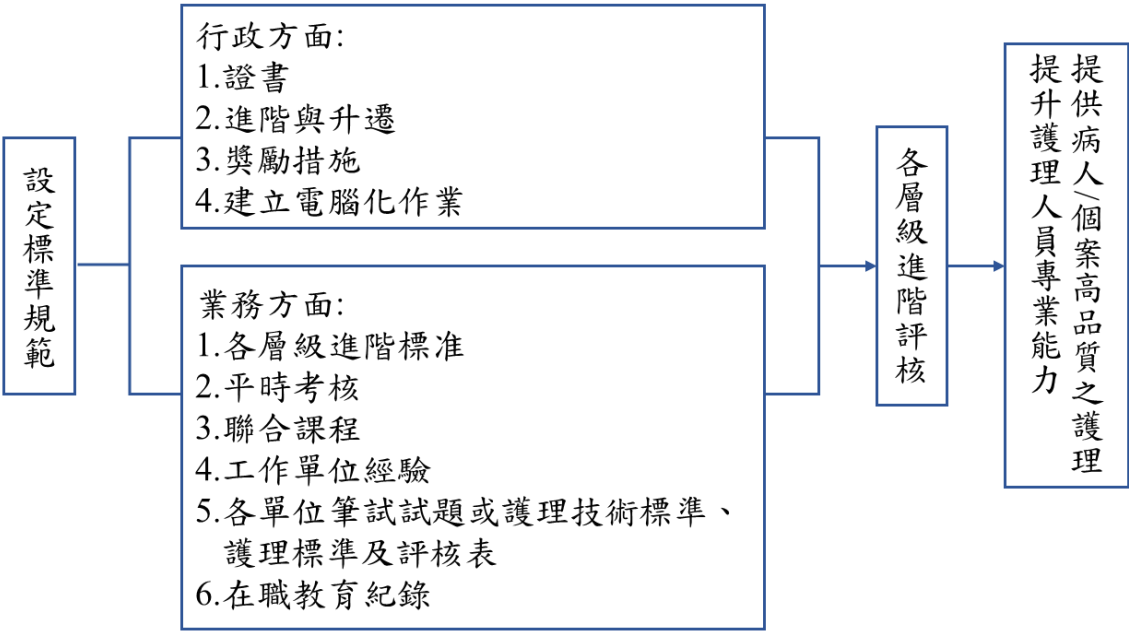 設定標準規範
行政方面:
1.證書
2.進階與升遷
3.獎勵措施
4.建立電腦化作業
業務方面:
1.各層級進階標准
2.平時考核
3.聯合課程
4.工作單位經驗
5.各單位筆試試題或護理技術標準、
護理標準及評核表
6.在職教育紀錄
各層級進階評核
提供病人/個案高品質之護理
提升護理人員專業能力